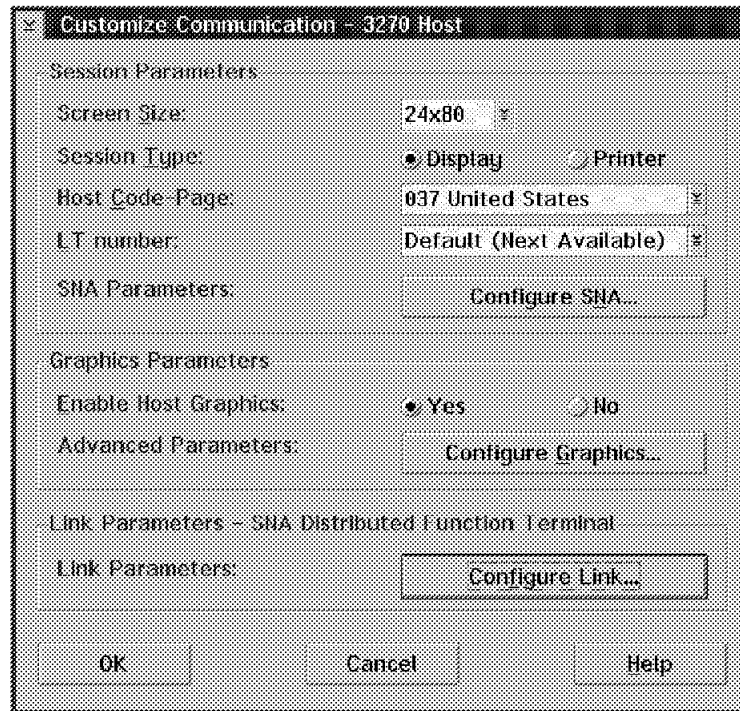 Customize Communication - 3270 Host
Session Parameters
Screen Size: 24x80
Session Type: Display Printer
Host Code-Page: 037 United States
LT number: Default (Next Available)
SNA Parameters: Configure SNA...
Graphics Parameters
Enable Host Graphics: Yes No
Advanced Parameters: Configure Graphics...
Link Parameters - SNA Distributed Function Terminal
Link Parameters: Configure Link...
OK Cancel Help